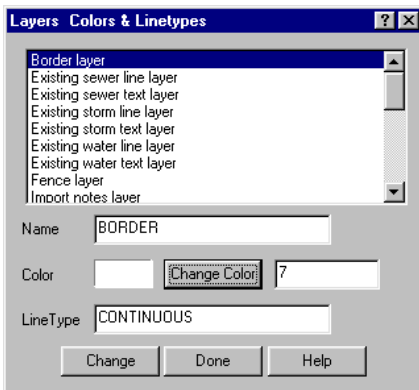 Layers Colors & Linetypes
Border layer
Existing sewer line layer
Existing sewer text layer
Existing storm line layer
Existing storm text layer
Existing water line layer
Existing water text layer
Fence layer
Import notes layer
Name BORDER
Color Change Color 7
LineType CONTINUOUS
Change Done Help